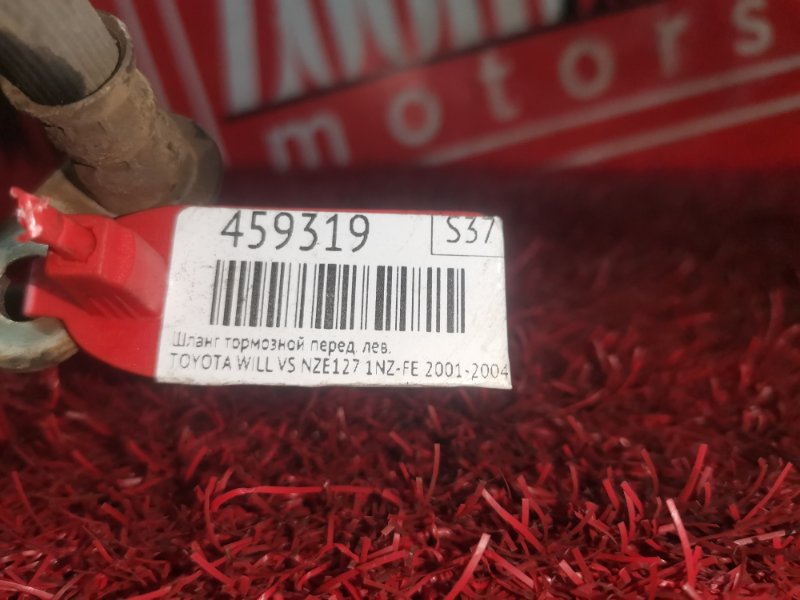 motors
459319
S37
Шланг тормозной перед. лев.
TOYOTA WILL VS NZE127 1NZ-FE 2001-2004